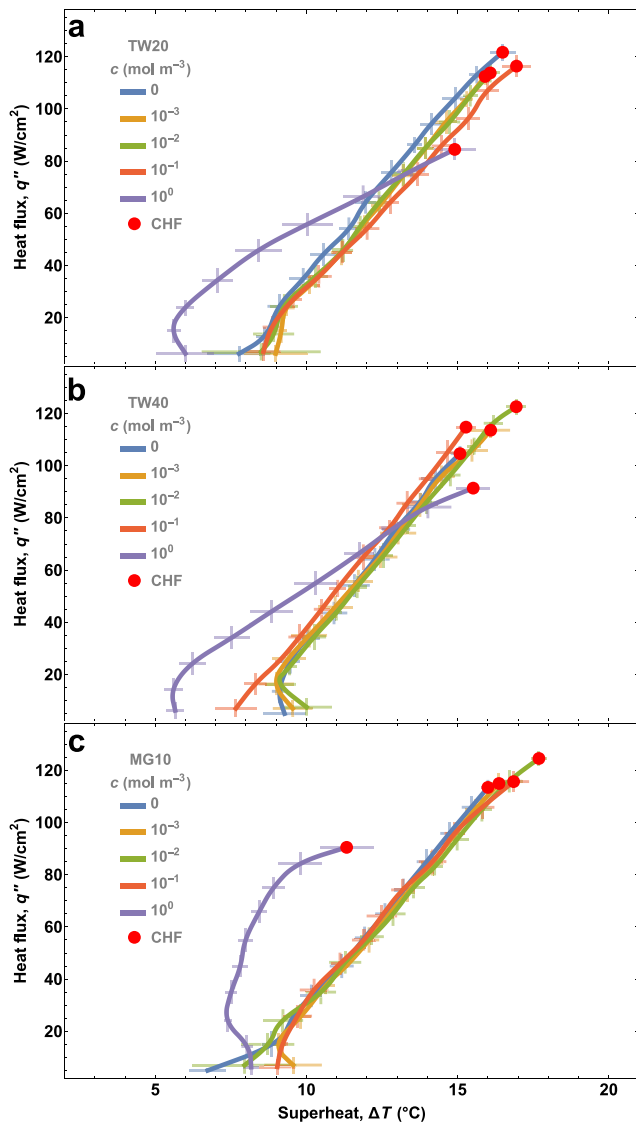 a
TW20
c (mol m⁻³)
0
10⁻³
10⁻²
10⁻¹
10⁰
CHF
Heat flux, q″ (W/cm²)
120
100
80
60
40
20
b
TW40
c (mol m⁻³)
0
10⁻³
10⁻²
10⁻¹
10⁰
CHF
Heat flux, q″ (W/cm²)
120
100
80
60
40
20
c
MG10
c (mol m⁻³)
0
10⁻³
10⁻²
10⁻¹
10⁰
CHF
Heat flux, q″ (W/cm²)
120
100
80
60
40
20
5 10 15 20
Superheat, ΔT (°C)